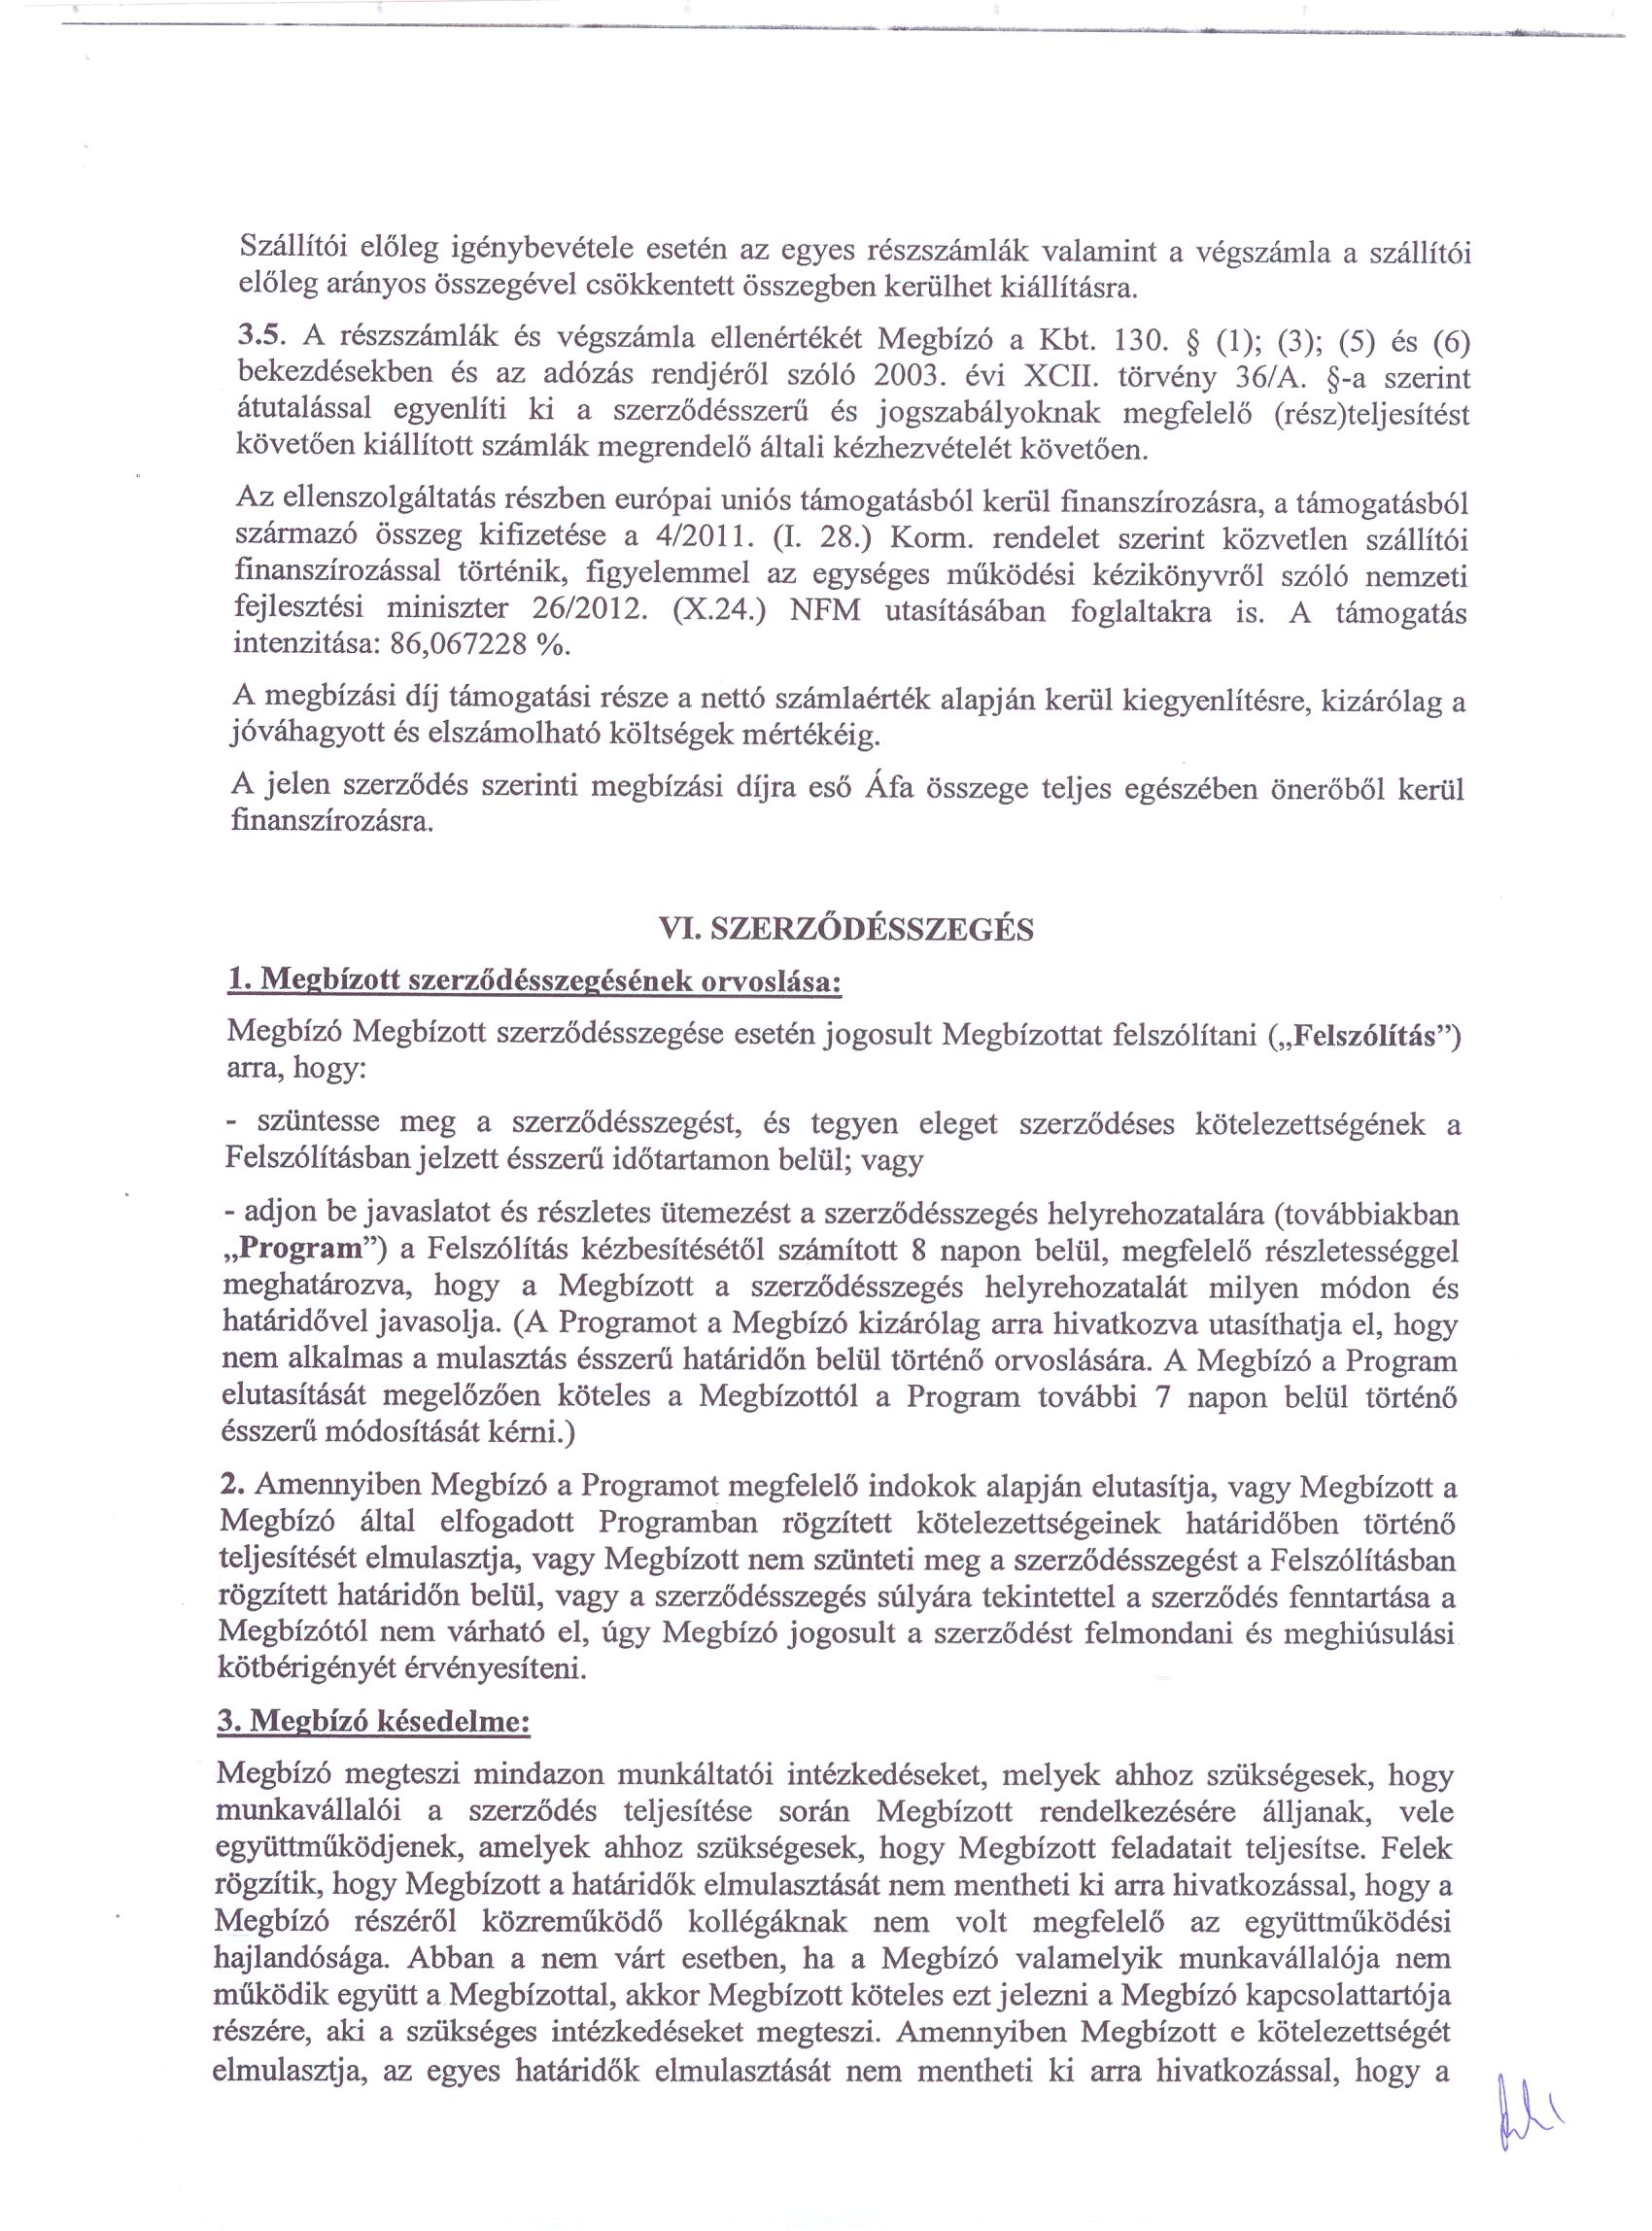 Szállítói előleg igénybevétele esetén az egyes részszámlák valamint a végszámla a szállítói
előleg arányos összegével csökkentett összegben kerülhet kiállításra.
3.5. A részszámlák és végszámla ellenértékét Megbízó a Kbt. 130. § (1); (3); (5) és (6)
bekezdésekben és az adózás rendjéről szóló 2003. évi XCII. törvény 36/A. §-a szerint
átutalással egyenlíti ki a szerződésszerű és jogszabályoknak megfelelő (rész)teljesítést
követően kiállított számlák megrendelő általi kézhezvételét követően.
Az ellenszolgáltatás részben európai uniós támogatásból kerül finanszírozásra, a támogatásból
származó összeg kifizetése a 4/2011. (I. 28.) Korm. rendelet szerint közvetlen szállítói
finanszírozással történik, figyelemmel az egységes működési kézikönyvről szóló nemzeti
fejlesztési miniszter 26/2012. (X.24.) NFM utasításában foglaltakra is. A támogatás
intenzitása: 86,067228 %.
A megbízási díj támogatási része a nettó számlaérték alapján kerül kiegyenlítésre, kizárólag a
jóváhagyott és elszámolható költségek mértékéig.
A jelen szerződés szerinti megbízási díjra eső Áfa összege teljes egészében önerőből kerül
finanszírozásra.
VI. SZERZŐDÉSSZEGÉS
1. Megbízott szerződésszegésének orvoslása:
Megbízó Megbízott szerződésszegése esetén jogosult Megbízottat felszólítani („Felszólítás”)
arra, hogy:
- szüntesse meg a szerződésszegést, és tegyen eleget szerződéses kötelezettségének a
Felszólításban jelzett ésszerű időtartamon belül; vagy
- adjon be javaslatot és részletes ütemezést a szerződésszegés helyrehozatalára (továbbiakban
„Program”) a Felszólítás kézbesítésétől számított 8 napon belül, megfelelő részletességgel
meghatározva, hogy a Megbízott a szerződésszegés helyrehozatalát milyen módon és
határidővel javasolja. (A Programot a Megbízó kizárólag arra hivatkozva utasíthatja el, hogy
nem alkalmas a mulasztás ésszerű határidőn belül történő orvoslására. A Megbízó a Program
elutasítását megelőzően köteles a Megbízottól a Program további 7 napon belül történő
ésszerű módosítását kérni.)
2. Amennyiben Megbízó a Programot megfelelő indokok alapján elutasítja, vagy Megbízott a
Megbízó által elfogadott Programban rögzített kötelezettségeinek határidőben történő
teljesítését elmulasztja, vagy Megbízott nem szünteti meg a szerződésszegést a Felszólításban
rögzített határidőn belül, vagy a szerződésszegés súlyára tekintettel a szerződés fenntartása a
Megbízótól nem várható el, úgy Megbízó jogosult a szerződést felmondani és meghiúsulási
kötbérigényét érvényesíteni.
3. Megbízó késedelme:
Megbízó megteszi mindazon munkáltatói intézkedéseket, melyek ahhoz szükségesek, hogy
munkavállalói a szerződés teljesítése során Megbízott rendelkezésére álljanak, vele
együttműködjenek, amelyek ahhoz szükségesek, hogy Megbízott feladatait teljesítse. Felek
rögzítik, hogy Megbízott a határidők elmulasztását nem mentheti ki arra hivatkozással, hogy a
Megbízó részéről közreműködő kollégáknak nem volt megfelelő az együttműködési
hajlandósága. Abban a nem várt esetben, ha a Megbízó valamelyik munkavállalója nem
működik együtt a Megbízottal, akkor Megbízott köteles ezt jelezni a Megbízó kapcsolattartója
részére, aki a szükséges intézkedéseket megteszi. Amennyiben Megbízott e kötelezettségét
elmulasztja, az egyes határidők elmulasztását nem mentheti ki arra hivatkozással, hogy a